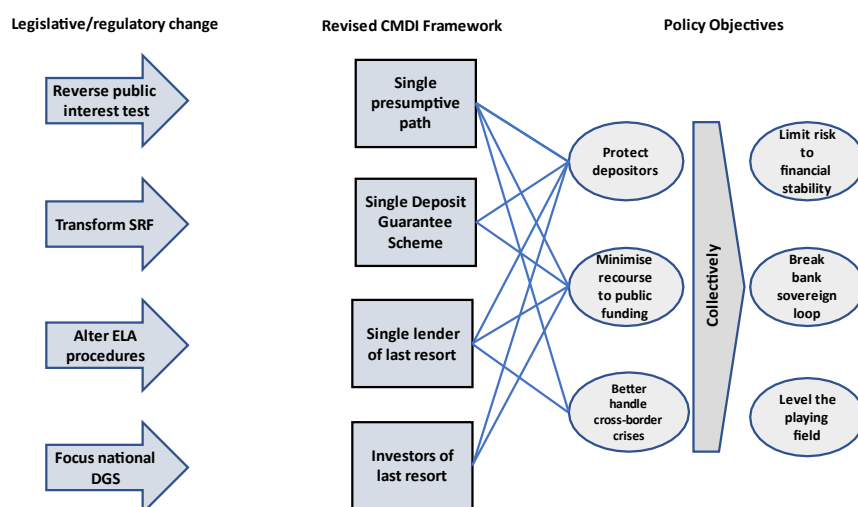 Legislative/regulatory change
Revised CMDI Framework
Policy Objectives
Reverse public
interest test
Transform SRF
Alter ELA
procedures
Focus national
DGS
Single
presumptive
path
Single Deposit
Guarantee
Scheme
Single lender
of last resort
Investors of
last resort
Protect
depositors
Minimise
recourse
to public
funding
Better
handle
cross-border
crises
Collectively
Limit risk
to
financial
stability
Break
bank
sovereign
loop
Level the
playing
field